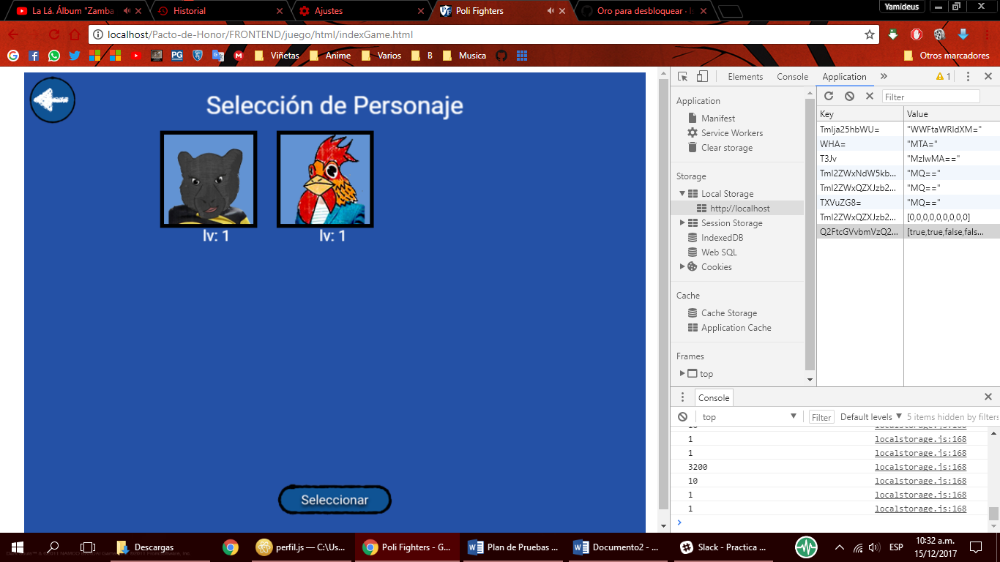 La Lá, Álbum "Zamba
Historial
Ajustes
Poli Fighters
Oro para desbloquear · Is
Yamideus
localhost/Pacto-de-Honor/FRONTEND/juego/html/indexGame.html
Viñetas
Anime
Varios
B
Musica
Otros marcadores
PG
Selección de Personaje
lv: 1
lv: 1
Seleccionar
Elements
Console
Application
1
Application
Manifest
Service Workers
Clear storage
Storage
Local Storage
http://localhost
Session Storage
IndexedDB
Web SQL
Cookies
Cache
Cache Storage
Application Cache
Frames
top
Filter
Key Value
Tmlja25hbWU= "WWFtaWRldXM="
WHA= "MTA="
T3Jv "MzIwMA=="
Tml2ZWxNdW5kb... "MQ=="
Tml2ZWxQZXJzb2... "MQ=="
TXVuZG8= "MQ=="
Tml2ZWxQZXJzb2... [0,0,0,0,0,0,0,0,0]
Q2FtcGVvbmVzQ2... [true,true,false,fals...
Console
top
Filter
Default levels
5 items hidden by filters
10 localstorage.js:168
1 localstorage.js:168
1 localstorage.js:168
3200 localstorage.js:168
10 localstorage.js:168
1 localstorage.js:168
1 localstorage.js:168
Descargas
perfil.js — C:\Us...
Poli Fighters - G...
Plan de Pruebas ...
Documento2 - ...
Slack - Practica ...
ESP
10:32 a.m.
15/12/2017